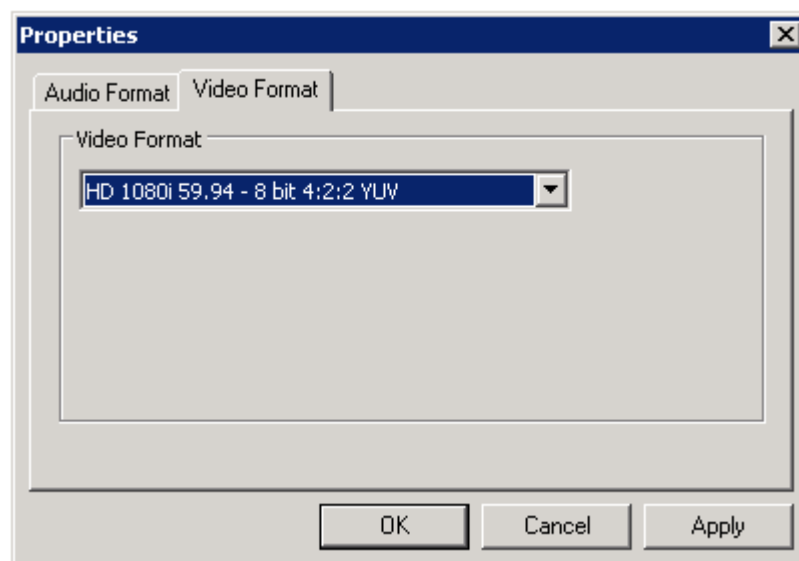 Properties
Audio Format Video Format
Video Format
HD 1080i 59.94 - 8 bit 4:2:2 YUV
OK Cancel Apply